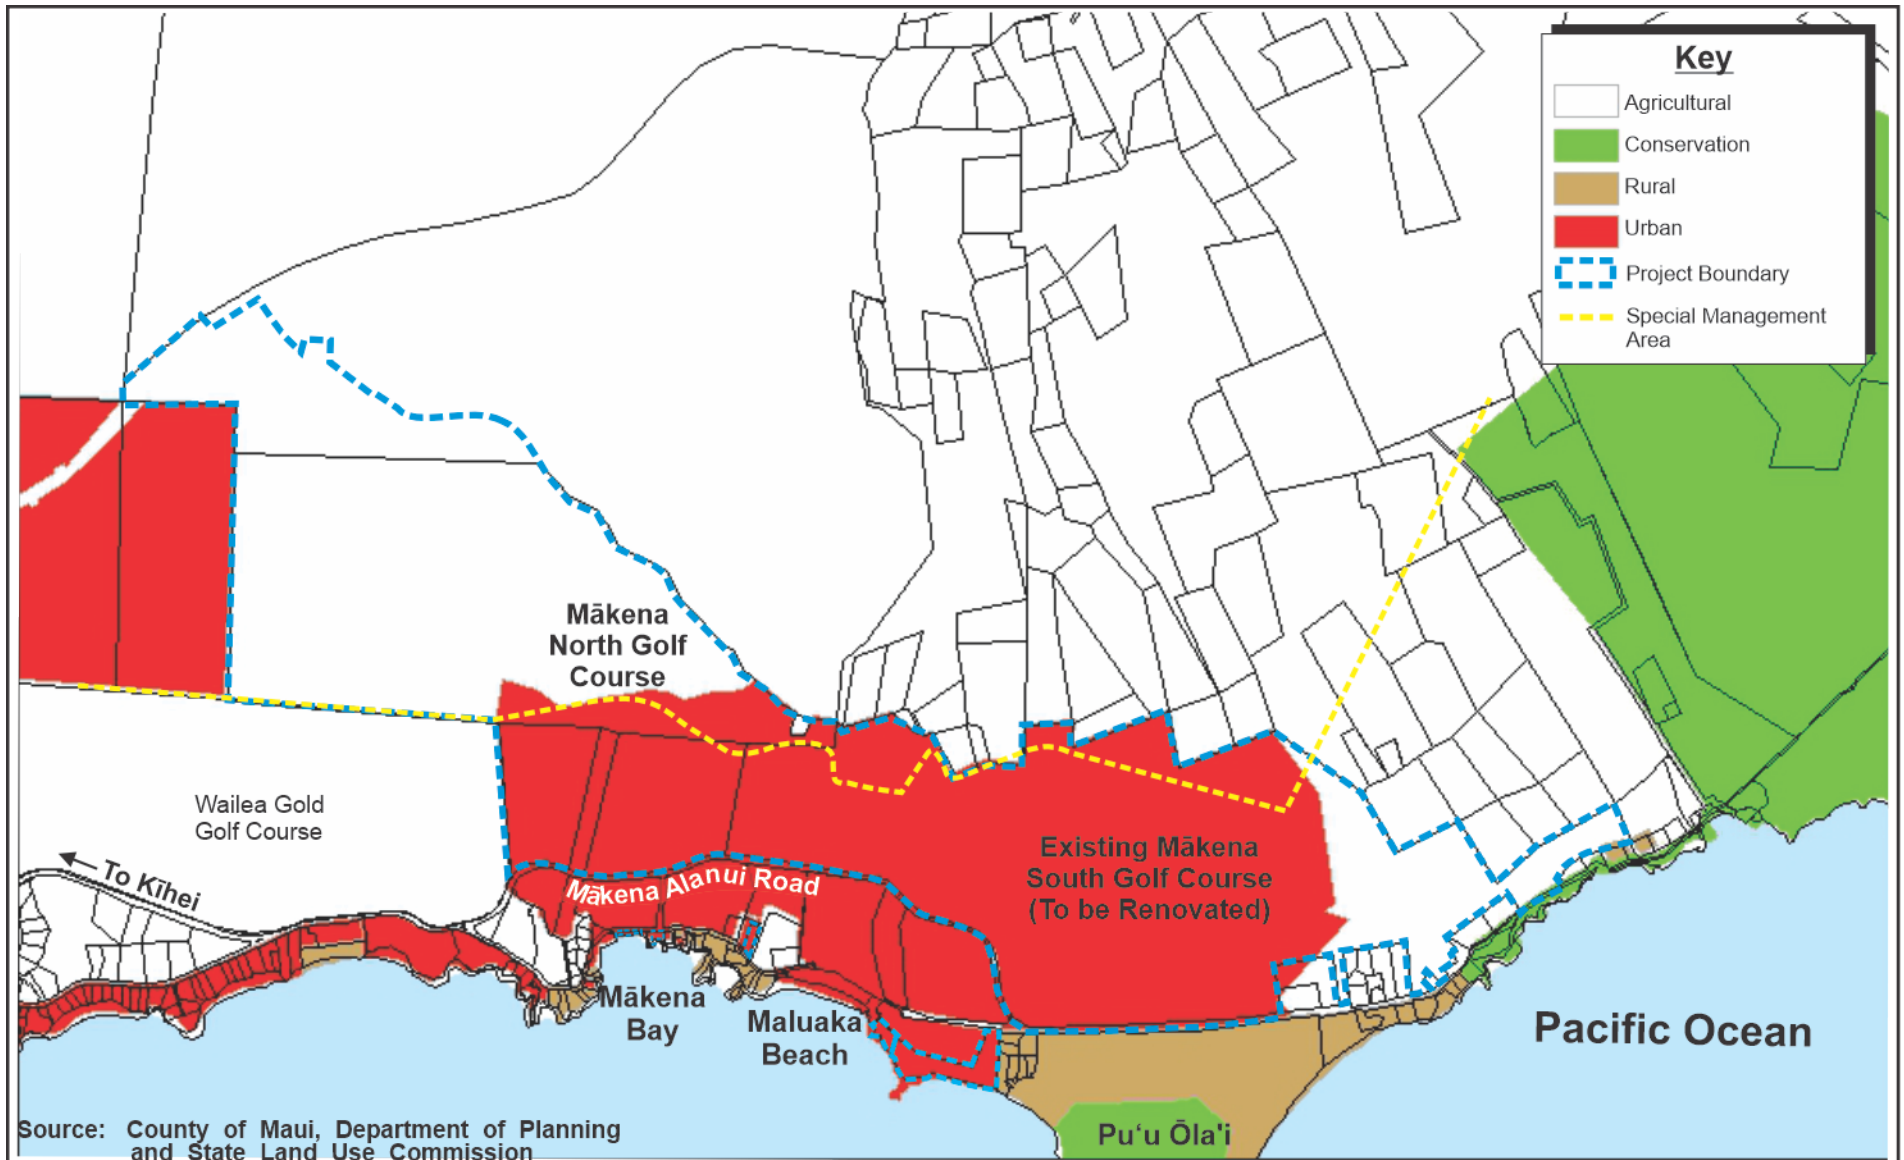 Key
Agricultural
Conservation
Rural
Urban
Project Boundary
Special Management
Area
Mākena
North Golf
Course
Wailea Gold
Golf Course
To Kīhei
Mākena Alanui Road
Existing Mākena
South Golf Course
(To be Renovated)
Mākena
Bay
Maluaka
Beach
Pacific Ocean
Pu‘u Ōla'i
Source: County of Maui, Department of Planning
and State Land Use Commission